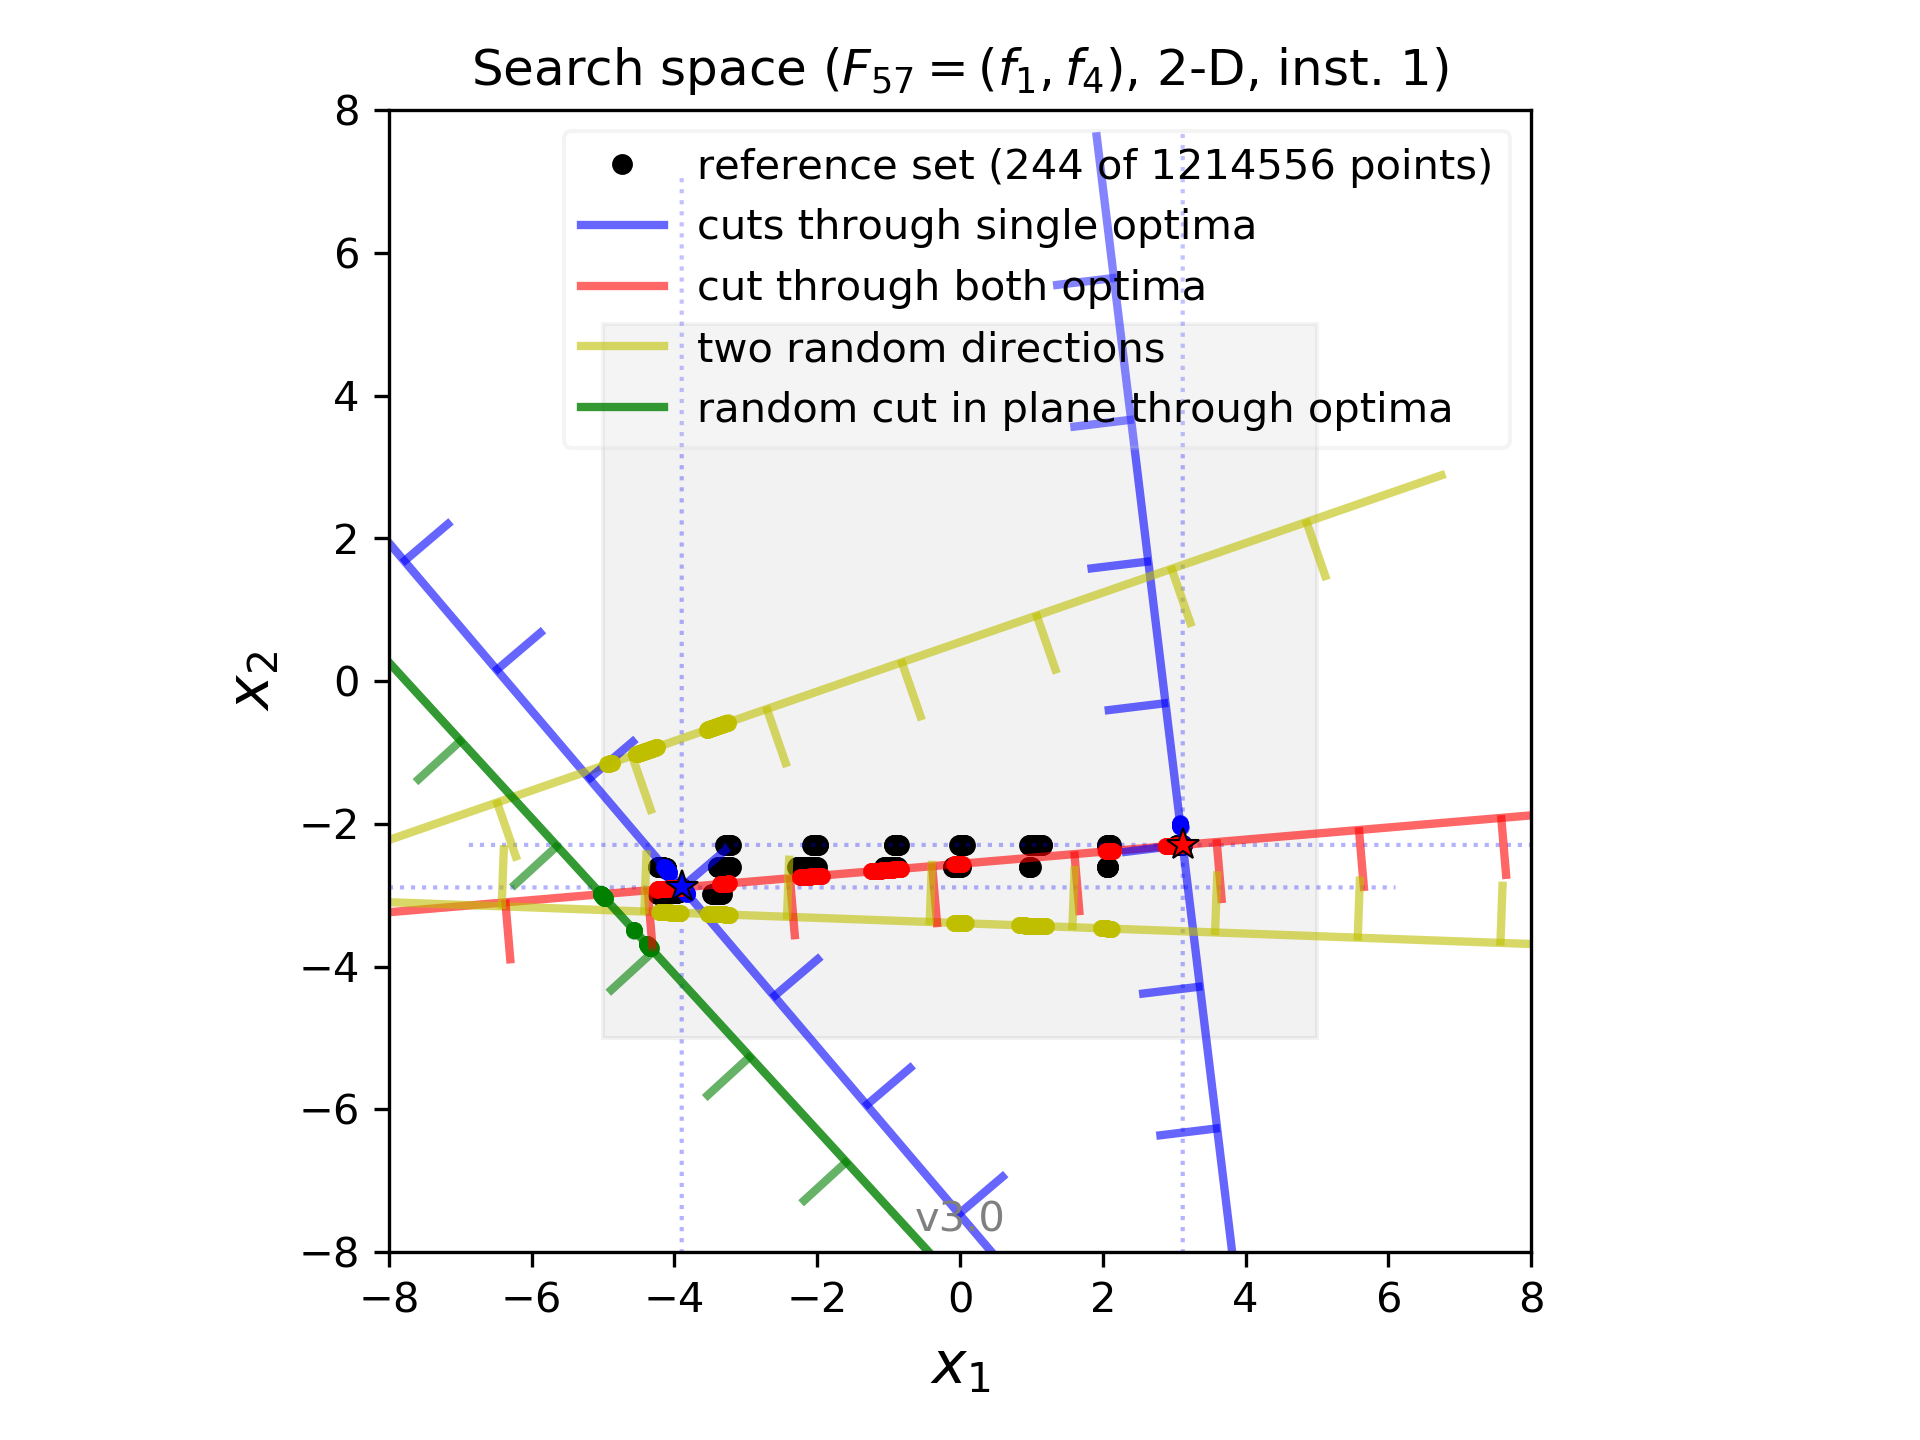 Search space (F57 = (f1, f4), 2-D, inst. 1)
reference set (244 of 1214556 points)
cuts through single optima
cut through both optima
two random directions
random cut in plane through optima
8
6
4
2
0
−2
−4
−6
−8
x2
v3.0
−8 −6 −4 −2 0 2 4 6 8
x1